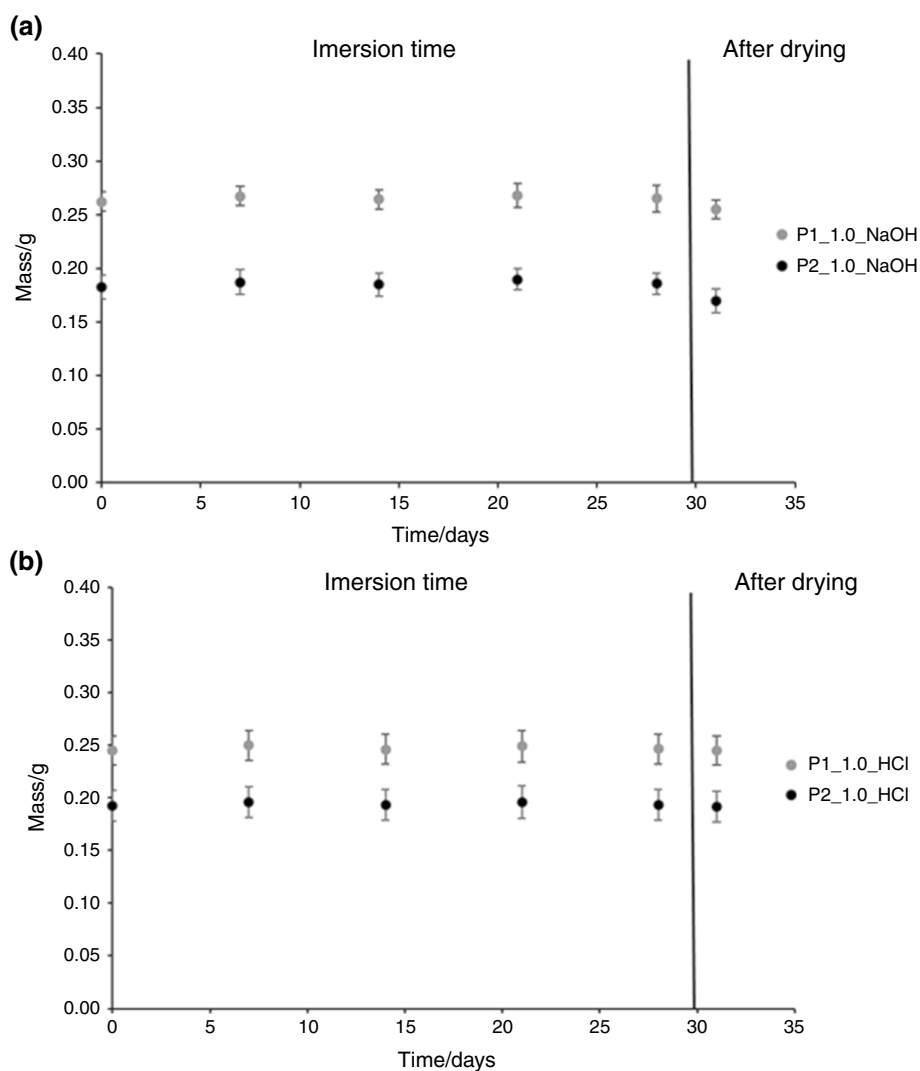 (a)
Imersion time
After drying
0.40
0.35
0.30
0.25
0.20
0.15
0.10
0.05
0.00
Mass/g
0 5 10 15 20 25 30 35
Time/days
P1_1.0_NaOH
P2_1.0_NaOH
(b)
Imersion time
After drying
0.40
0.35
0.30
0.25
0.20
0.15
0.10
0.05
0.00
Mass/g
0 5 10 15 20 25 30 35
Time/days
P1_1.0_HCl
P2_1.0_HCl